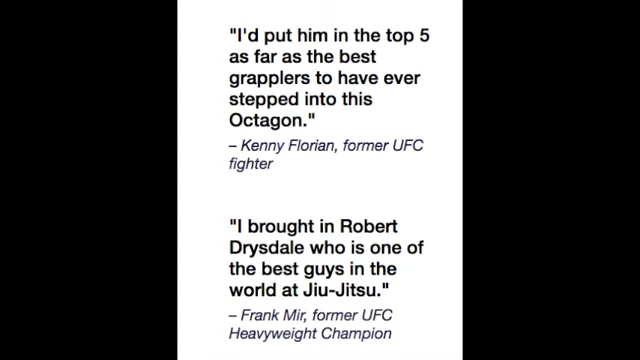 "I'd put him in the top 5
as far as the best
grapplers to have ever
stepped into this
Octagon."
– Kenny Florian, former UFC
fighter
"I brought in Robert
Drysdale who is one of
the best guys in the
world at Jiu-Jitsu."
– Frank Mir, former UFC
Heavyweight Champion